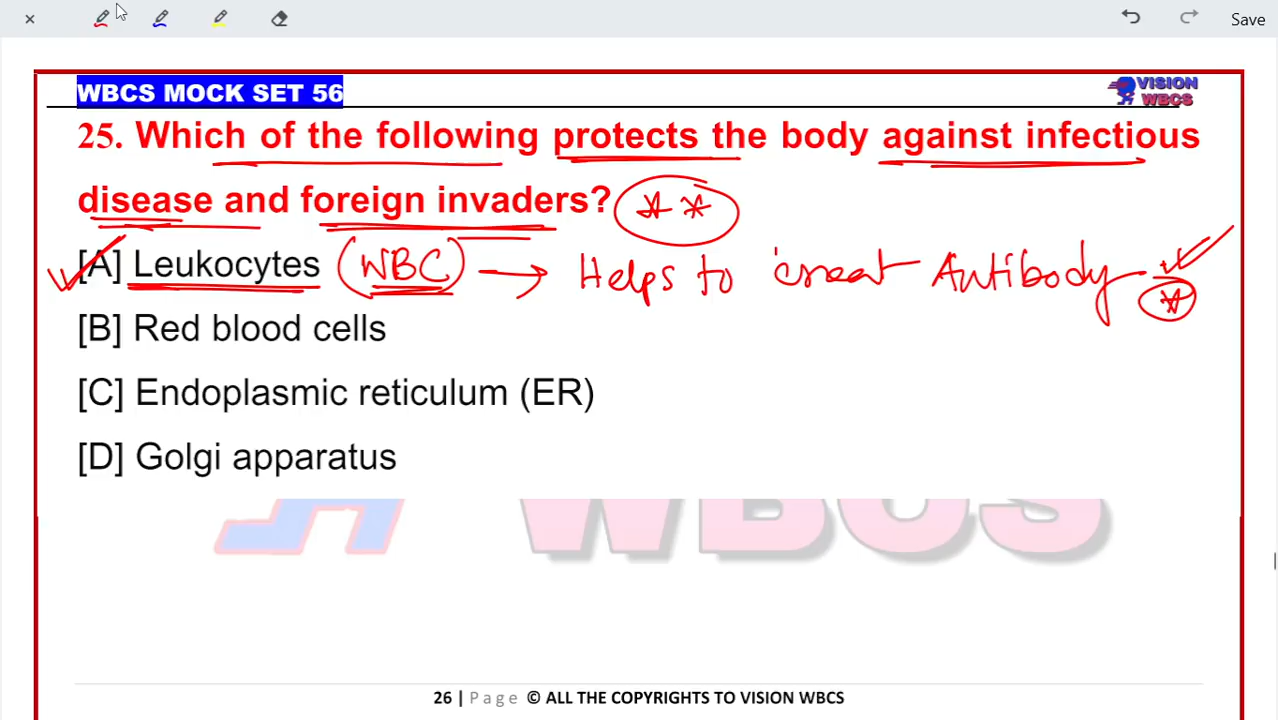 Save
WBCS MOCK SET 56
VISION WBCS
25. Which of the following protects the body against infectious
disease and foreign invaders? **
[A] Leukocytes (WBC) → Helps to creat Antibody *
[B] Red blood cells
[C] Endoplasmic reticulum (ER)
[D] Golgi apparatus
WBCS
26 | Page © ALL THE COPYRIGHTS TO VISION WBCS